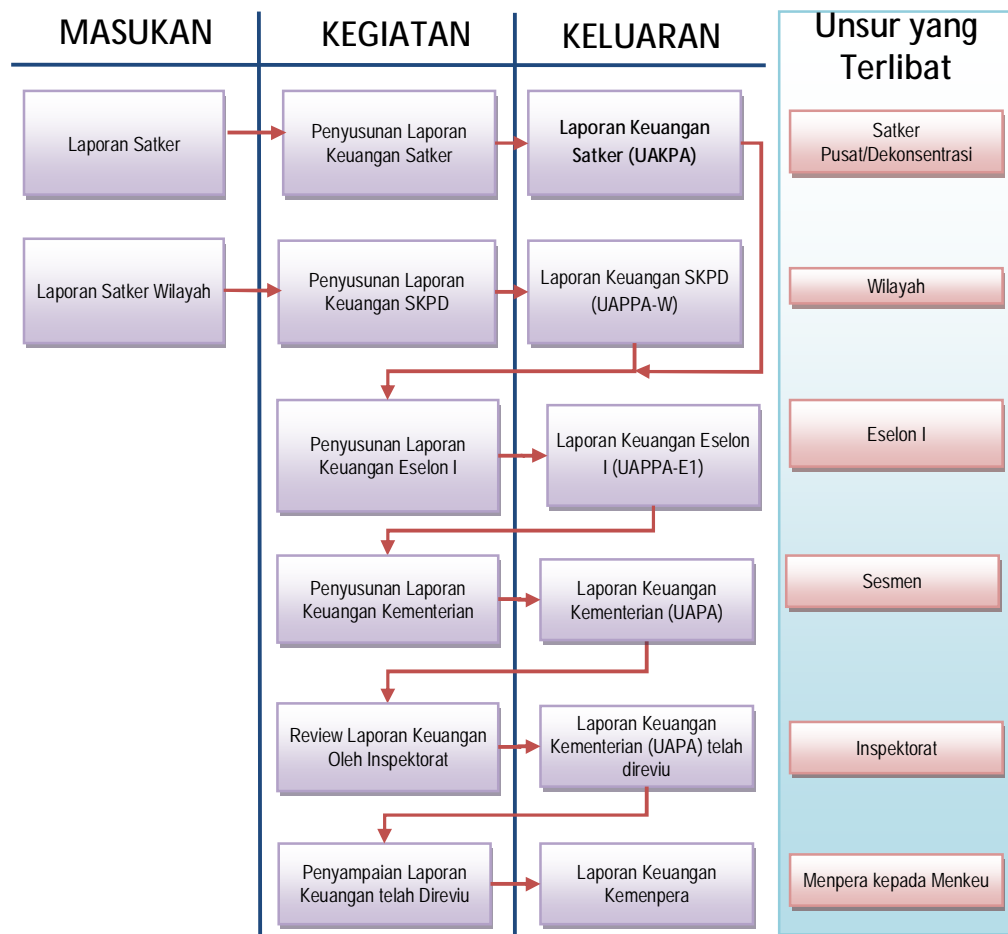 MASUKAN
KEGIATAN
KELUARAN
Unsur yang
Terlibat
Laporan Satker
Penyusunan Laporan
Keuangan Satker
Laporan Keuangan
Satker (UAKPA)
Satker
Pusat/Dekonsentrasi
Laporan Satker Wilayah
Penyusunan Laporan
Keuangan SKPD
Laporan Keuangan SKPD
(UAPPA-W)
Wilayah
Penyusunan Laporan
Keuangan Eselon I
Laporan Keuangan Eselon
I (UAPPA-E1)
Eselon I
Penyusunan Laporan
Keuangan Kementerian
Laporan Keuangan
Kementerian (UAPA)
Sesmen
Review Laporan Keuangan
Oleh Inspektorat
Laporan Keuangan
Kementerian (UAPA) telah
direviu
Inspektorat
Penyampaian Laporan
Keuangan telah Direviu
Laporan Keuangan
Kemenpera
Menpera kepada Menkeu